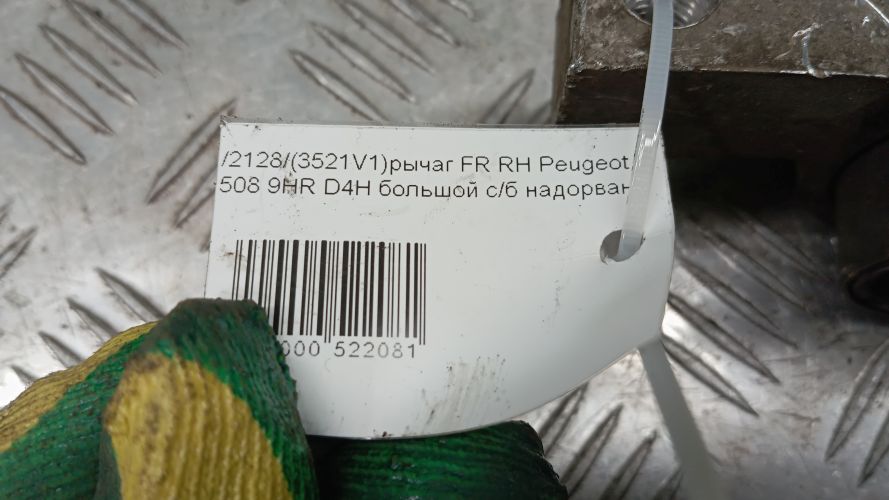 /2128/(3521V1)рычаг FR RH Peugeot
508 9HR D4H большой с/б надорван
000 522081